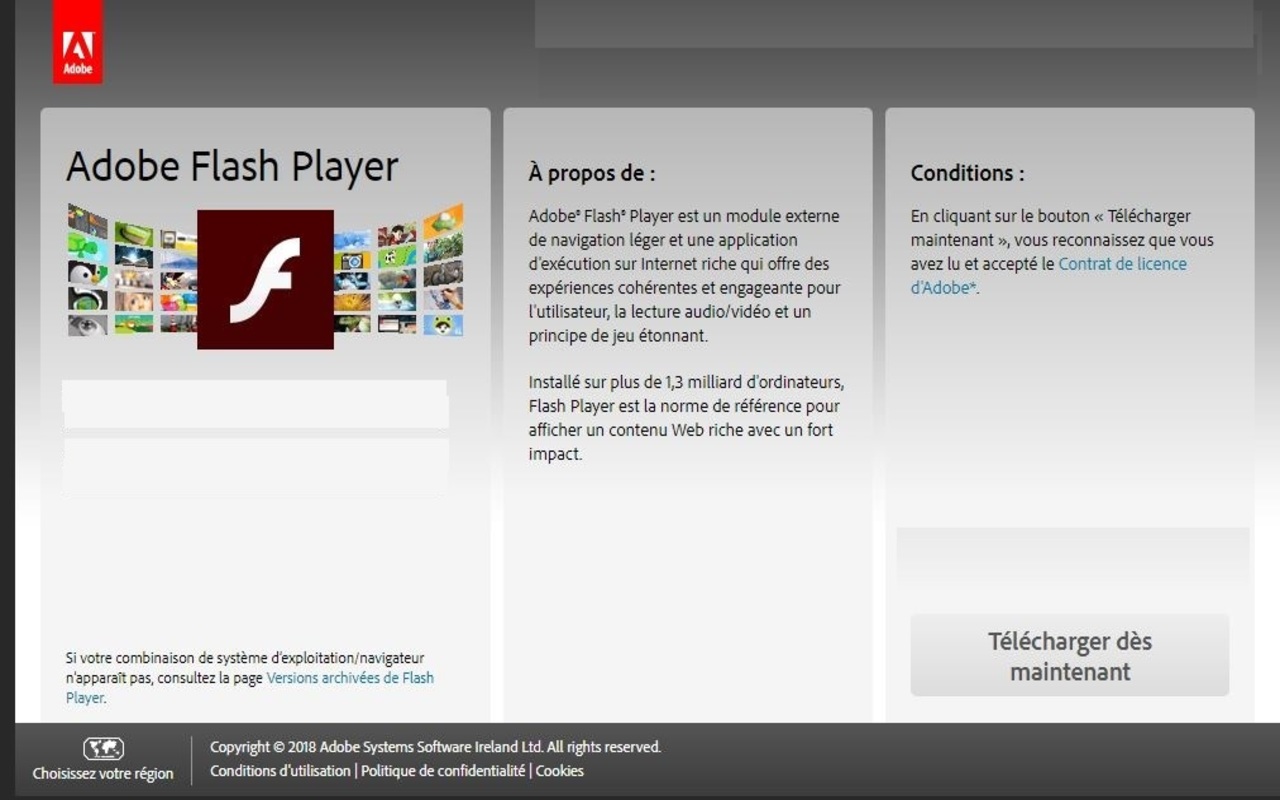 Adobe
Adobe Flash Player
Si votre combinaison de système d'exploitation/navigateur
n'apparaît pas, consultez la page Versions archivées de Flash
Player.
À propos de :
Adobe® Flash® Player est un module externe
de navigation léger et une application
d'exécution sur Internet riche qui offre des
expériences cohérentes et engageante pour
l'utilisateur, la lecture audio/vidéo et un
principe de jeu étonnant.
Installé sur plus de 1,3 milliard d'ordinateurs,
Flash Player est la norme de référence pour
afficher un contenu Web riche avec un fort
impact.
Conditions :
En cliquant sur le bouton « Télécharger
maintenant », vous reconnaissez que vous
avez lu et accepté le Contrat de licence
d'Adobe*.
Télécharger dès
maintenant
Choisissez votre région
Copyright © 2018 Adobe Systems Software Ireland Ltd. All rights reserved.
Conditions d'utilisation | Politique de confidentialité | Cookies